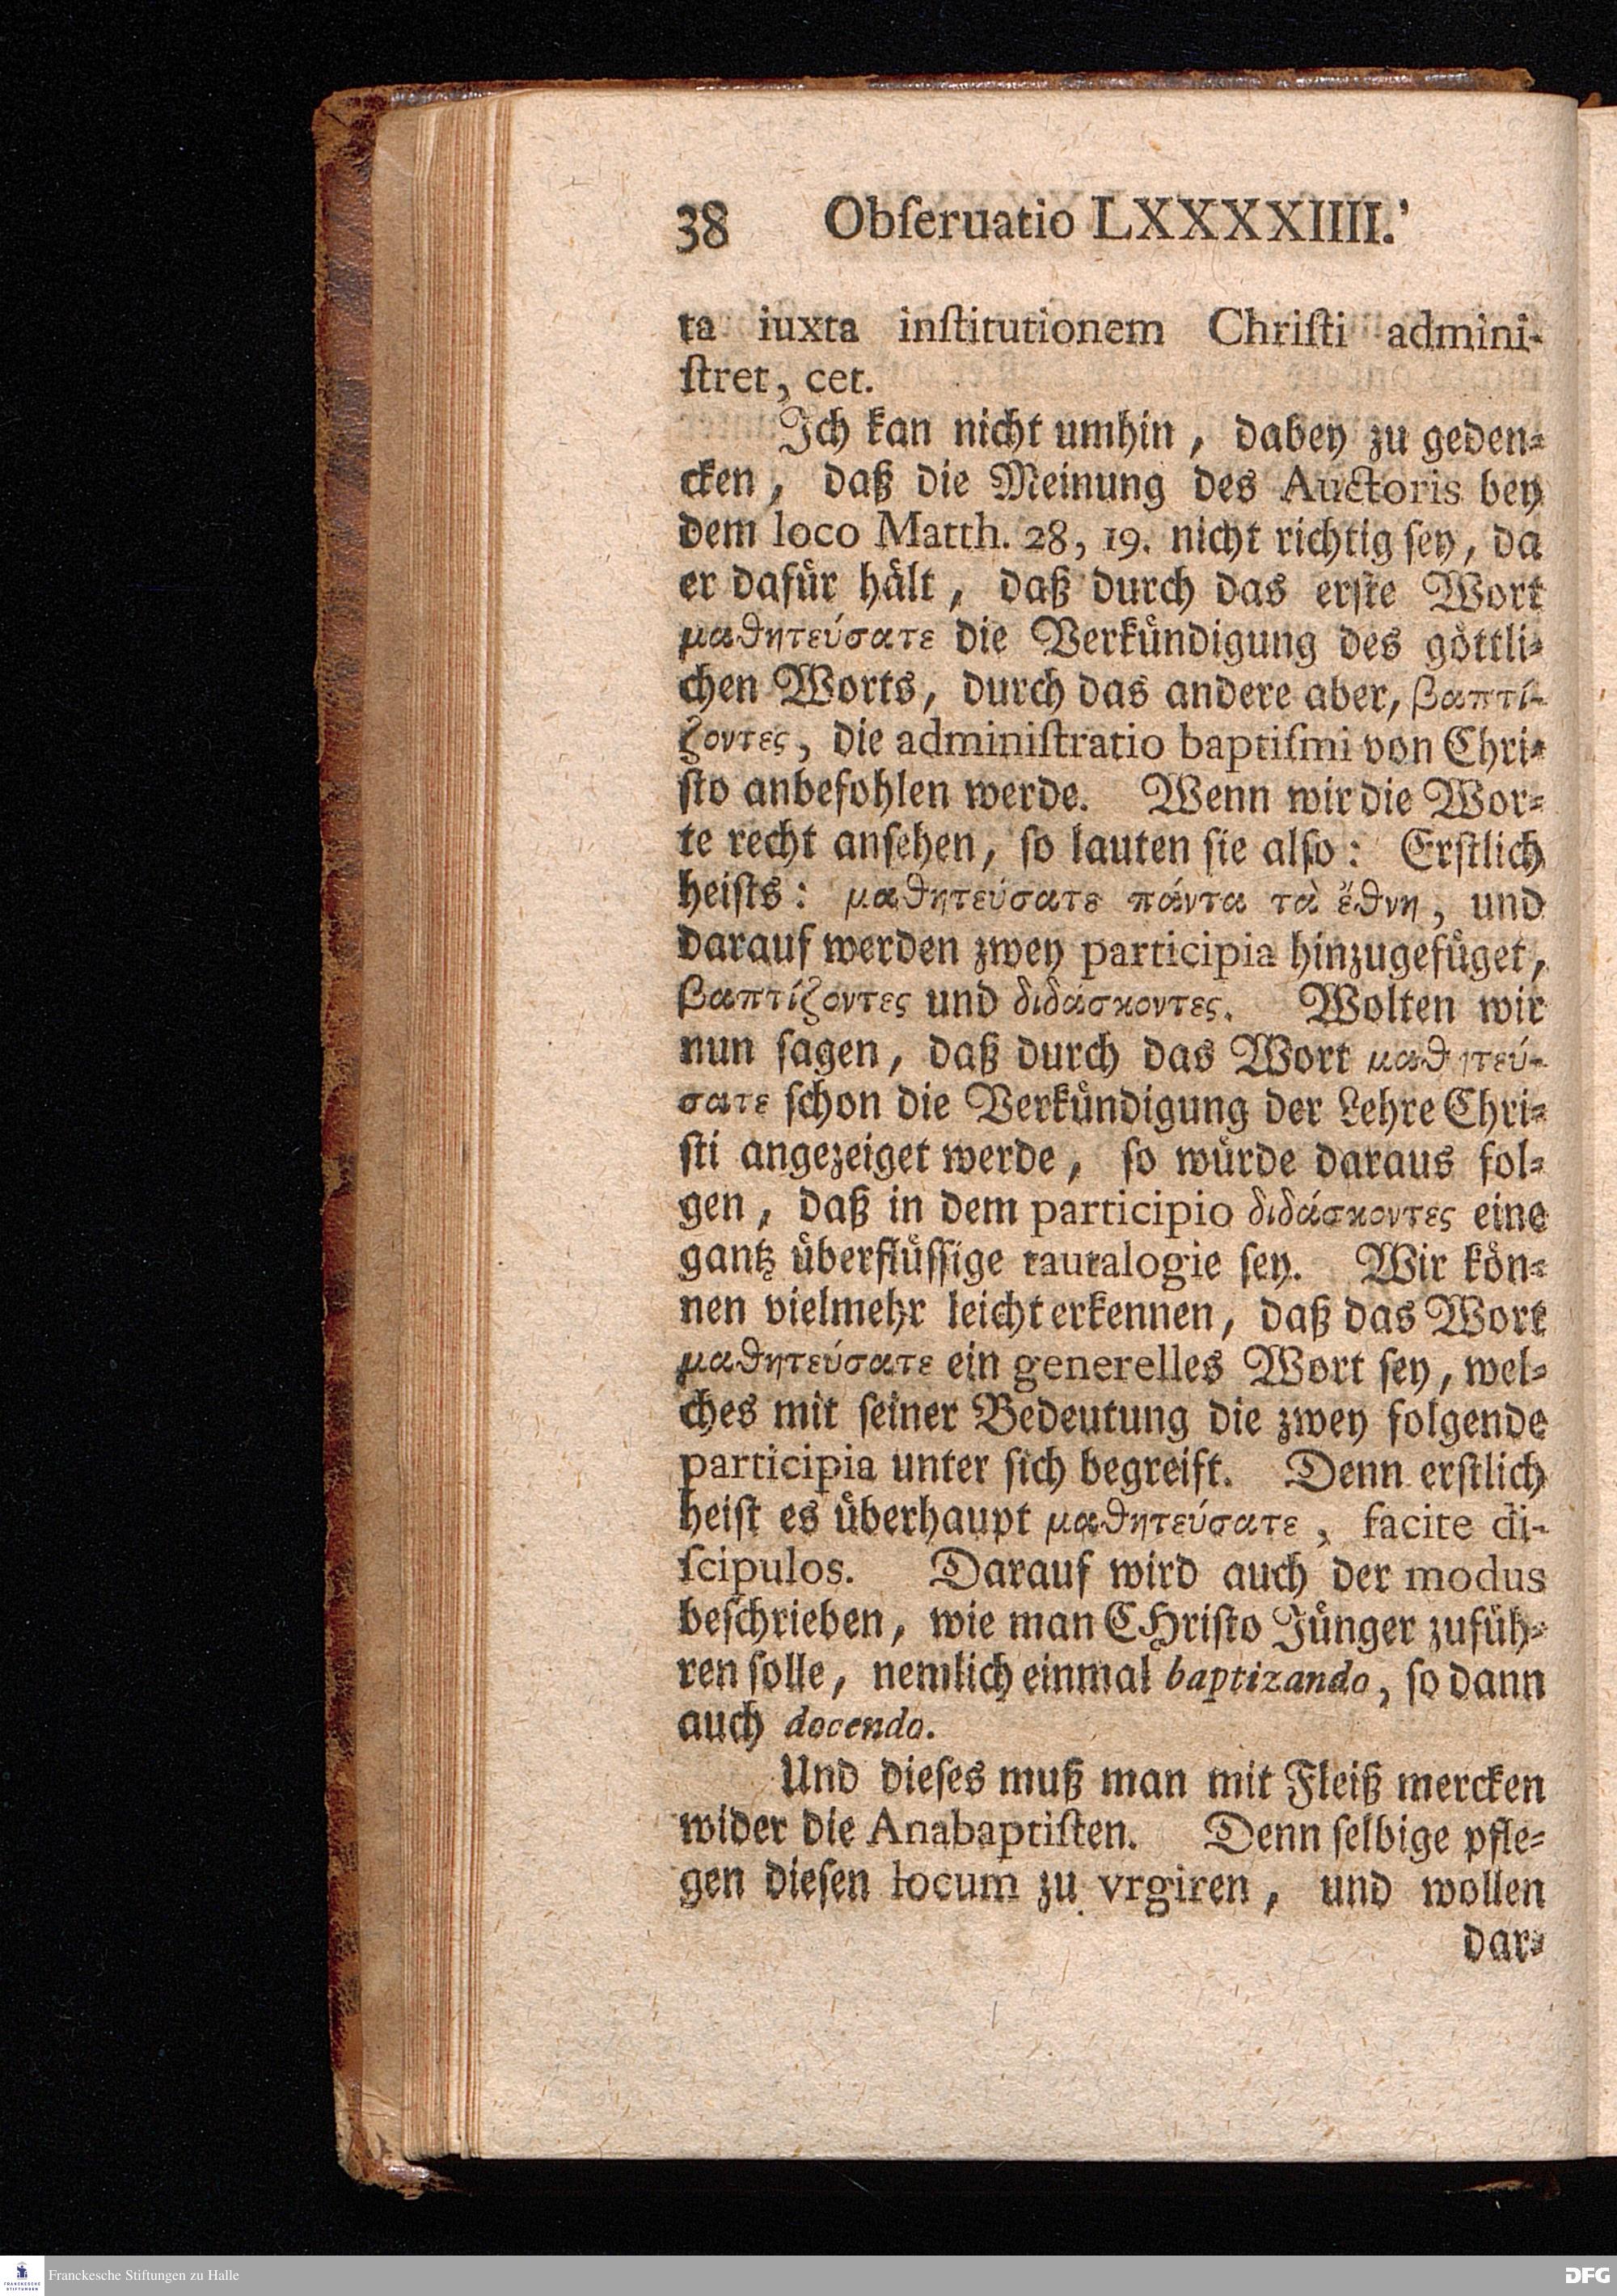 38 Obſeruatio LXXXXIIII.
ta iuxta inſtitutionem Chriſti admini-
ſtret, cet.
Ich kan nicht umhin, dabey zu geden-
cken, daß die Meinung des Auctoris bey
dem loco Matth. 28, 19. nicht richtig ſey, da
er dafür hält, daß durch das erſte Wort
μαθητεύσατε die Verkündigung des göttli-
chen Worts, durch das andere aber, βαπτί-
ζοντες, die adminiſtratio baptiſmi von Chri-
ſto anbefohlen werde. Wenn wir die Wor-
te recht anſehen, ſo lauten ſie alſo: Erſtlich
heiſts: μαθητεύσατε πάντα τὰ ἔθνη, und
darauf werden zwey participia hinzugefüget,
βαπτίζοντες und διδάσκοντες. Wolten wir
nun ſagen, daß durch das Wort μαθητεύ-
σατε ſchon die Verkündigung der Lehre Chri-
ſti angezeiget werde, ſo würde daraus fol-
gen, daß in dem participio διδάσκοντες eine
gantz überflüſſige tautalogie ſey. Wir kön-
nen vielmehr leicht erkennen, daß das Wort
μαθητεύσατε ein generelles Wort ſey, wel-
ches mit ſeiner Bedeutung die zwey folgende
participia unter ſich begreift. Denn erſtlich
heiſt es überhaupt μαθητεύσατε, facite di-
ſcipulos. Darauf wird auch der modus
beſchrieben, wie man CHriſto Jünger zufüh-
ren ſolle, nemlich einmal baptizando, ſo dann
auch docendo.
Und dieſes muß man mit Fleiß mercken
wider die Anabaptiſten. Denn ſelbige pfle-
gen dieſen locum zu vrgiren, und wollen
dar-
FRANCKESCHE STIFTUNGEN
Franckesche Stiftungen zu Halle
DFG